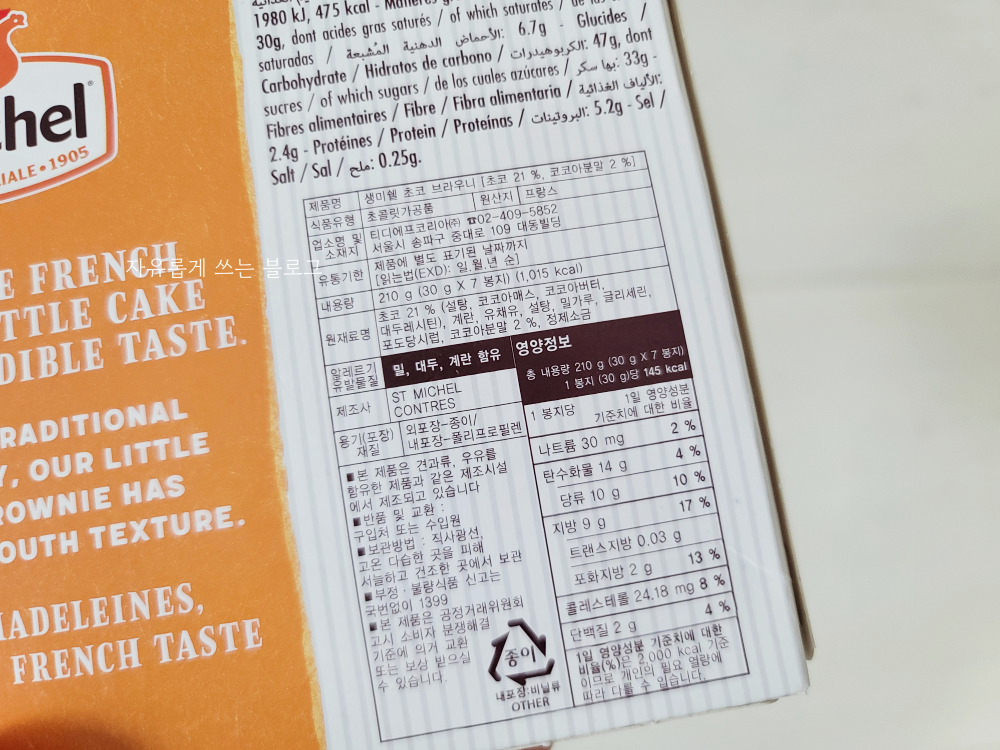 1980 kJ, 475 kcal -
30g, dont acides gras saturés / of which saturates /
saturadas / الأحماض الدهنية المُشبعة: 6.7g - Glucides /
Carbohydrate / Hidratos de carbono / الكربوهيدرات: 47g, dont
sucres / of which sugars / de los cuales azúcares / بها سكر: 33g -
Fibres alimentaires / Fibre / Fibra alimentaria / الألياف الغذائية:
2.4g - Protéines / Protein / Proteínas / البروتينات: 5.2g - Sel /
Salt / Sal / ملح: 0.25g.
chel
IALE • 1905
E FRENCH
TTLE CAKE
DIBLE TASTE.
RADITIONAL
Y, OUR LITTLE
ROWNIE HAS
OUTH TEXTURE.
MADELEINES,
FRENCH TASTE
자유롭게 쓰는 블로그
제품명 생미쉘 초코 브라우니 [초코 21 %, 코코아분말 2 %]
식품유형 초콜릿가공품 원산지 프랑스
업소명 및 소재지 티디에프코리아㈜ ☎02-409-5852
서울시 송파구 중대로 109 대동빌딩
유통기한 제품에 별도 표기된 날짜까지
[읽는법(EXD): 일.월.년 순]
내용량 210 g (30 g X 7 봉지) (1,015 kcal)
원재료명 초코 21 % (설탕, 코코아매스, 코코아버터,
대두레시틴), 계란, 유채유, 설탕, 밀가루, 글리세린,
포도당시럽, 코코아분말 2 %, 정제소금
알레르기 유발물질 밀, 대두, 계란 함유
제조사 ST MICHEL
CONTRES
용기(포장) 재질 외포장-종이/
내포장-폴리프로필렌
■본 제품은 견과류, 우유를
함유한 제품과 같은 제조시설
에서 제조되고 있습니다
■반품 및 교환 :
구입처 또는 수입원
■보관방법 : 직사광선,
고온 다습한 곳을 피해
서늘하고 건조한 곳에서 보관
■부정·불량식품 신고는
국번없이 1399
■본 제품은 공정거래위원회
고시 소비자 분쟁해결
기준에 의거 교환
또는 보상 받으실
수 있습니다.
종이
내포장:비닐류
OTHER
영양정보
총 내용량 210 g (30 g X 7 봉지)
1 봉지 (30 g)당 145 kcal
1 봉지당 1일 영양성분
기준치에 대한 비율
나트륨 30 mg 2 %
탄수화물 14 g 4 %
당류 10 g 10 %
지방 9 g 17 %
트랜스지방 0.03 g
포화지방 2 g 13 %
콜레스테롤 24.18 mg 8 %
단백질 2 g 4 %
1일 영양성분 기준치에 대한
비율(%)은 2,000 kcal 기준
이므로 개인의 필요 열량에
따라 다를 수 있습니다.